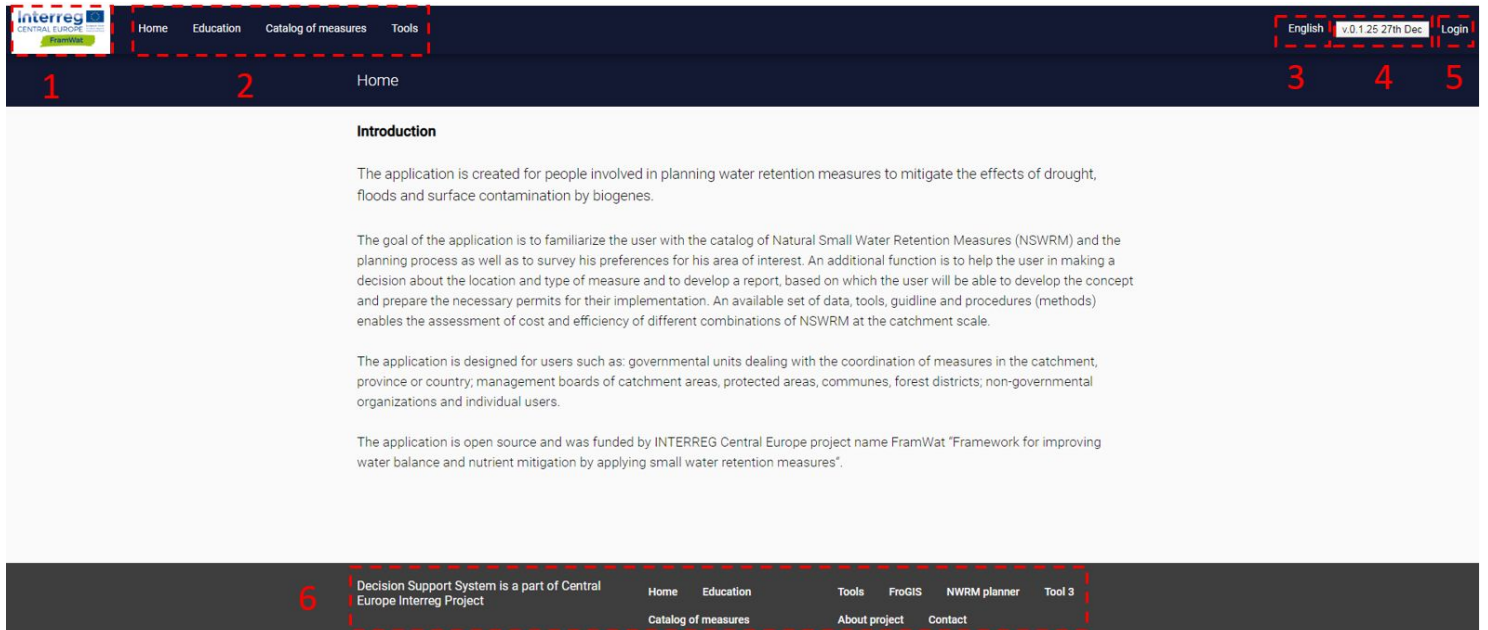 Interreg
CENTRAL EUROPE
FramWat
Home Education Catalog of measures Tools
English v.0.1.25 27th Dec Login
1 2 3 4 5
Home
Introduction
The application is created for people involved in planning water retention measures to mitigate the effects of drought,
floods and surface contamination by biogenes.
The goal of the application is to familiarize the user with the catalog of Natural Small Water Retention Measures (NSWRM) and the
planning process as well as to survey his preferences for his area of interest. An additional function is to help the user in making a
decision about the location and type of measure and to develop a report, based on which the user will be able to develop the concept
and prepare the necessary permits for their implementation. An available set of data, tools, guidline and procedures (methods)
enables the assessment of cost and efficiency of different combinations of NSWRM at the catchment scale.
The application is designed for users such as: governmental units dealing with the coordination of measures in the catchment,
province or country; management boards of catchment areas, protected areas, communes, forest districts; non-governmental
organizations and individual users.
The application is open source and was funded by INTERREG Central Europe project name FramWat “Framework for improving
water balance and nutrient mitigation by applying small water retention measures”.
6
Decision Support System is a part of Central
Europe Interreg Project
Home Education
Catalog of measures
Tools FroGIS NWRM planner Tool 3
About project Contact